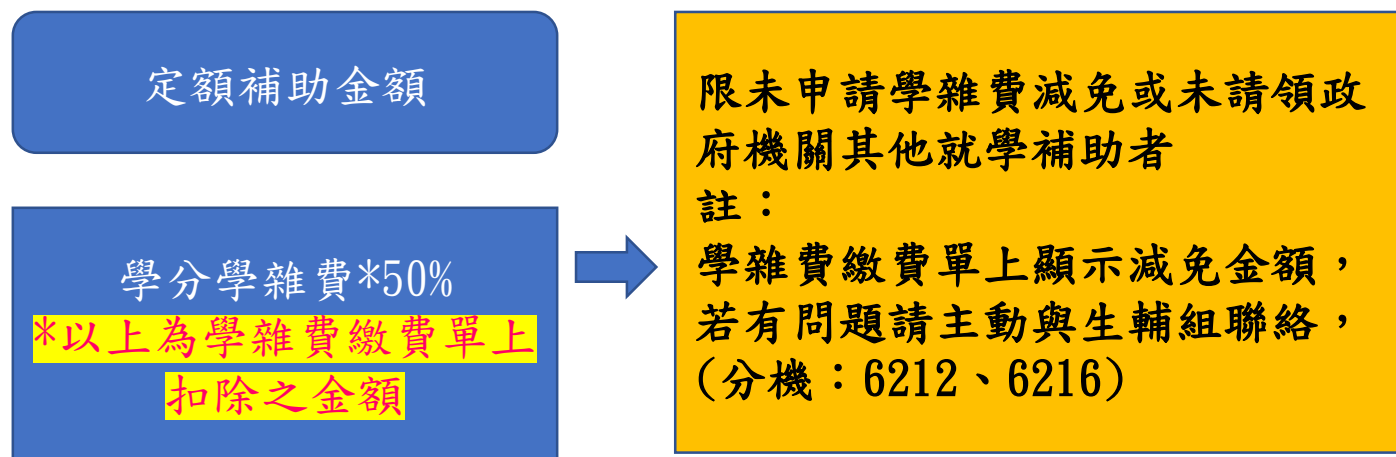 定額補助金額
學分學雜費*50%
*以上為學雜費繳費單上
扣除之金額
限未申請學雜費減免或未請領政
府機關其他就學補助者
註：
學雜費繳費單上顯示減免金額，
若有問題請主動與生輔組聯絡，
(分機：6212、6216)